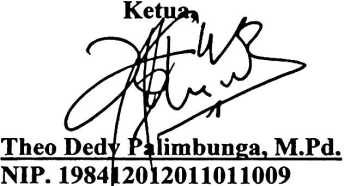 Ketua,
Theo Dedy Palimbunga, M.Pd.
NIP. 198412012011011009